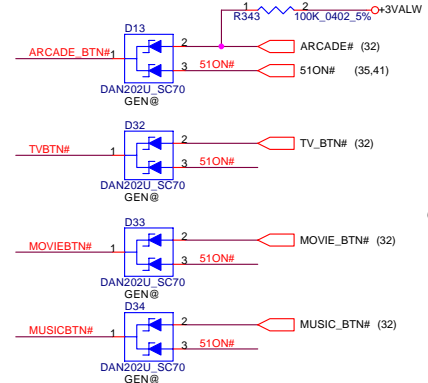 1 2 +3VALW
R343 100K_0402_5%
D13
ARCADE_BTN# 1 2 ARCADE# (32)
3 51ON# 51ON# (35,41)
DAN202U_SC70
GEN@
D32
TVBTN# 1 2 TV_BTN# (32)
3 51ON#
DAN202U_SC70
GEN@
D33
MOVIEBTN# 1 2 MOVIE_BTN# (32)
3 51ON#
DAN202U_SC70
GEN@
D34
MUSICBTN# 1 2 MUSIC_BTN# (32)
3 51ON#
DAN202U_SC70
GEN@